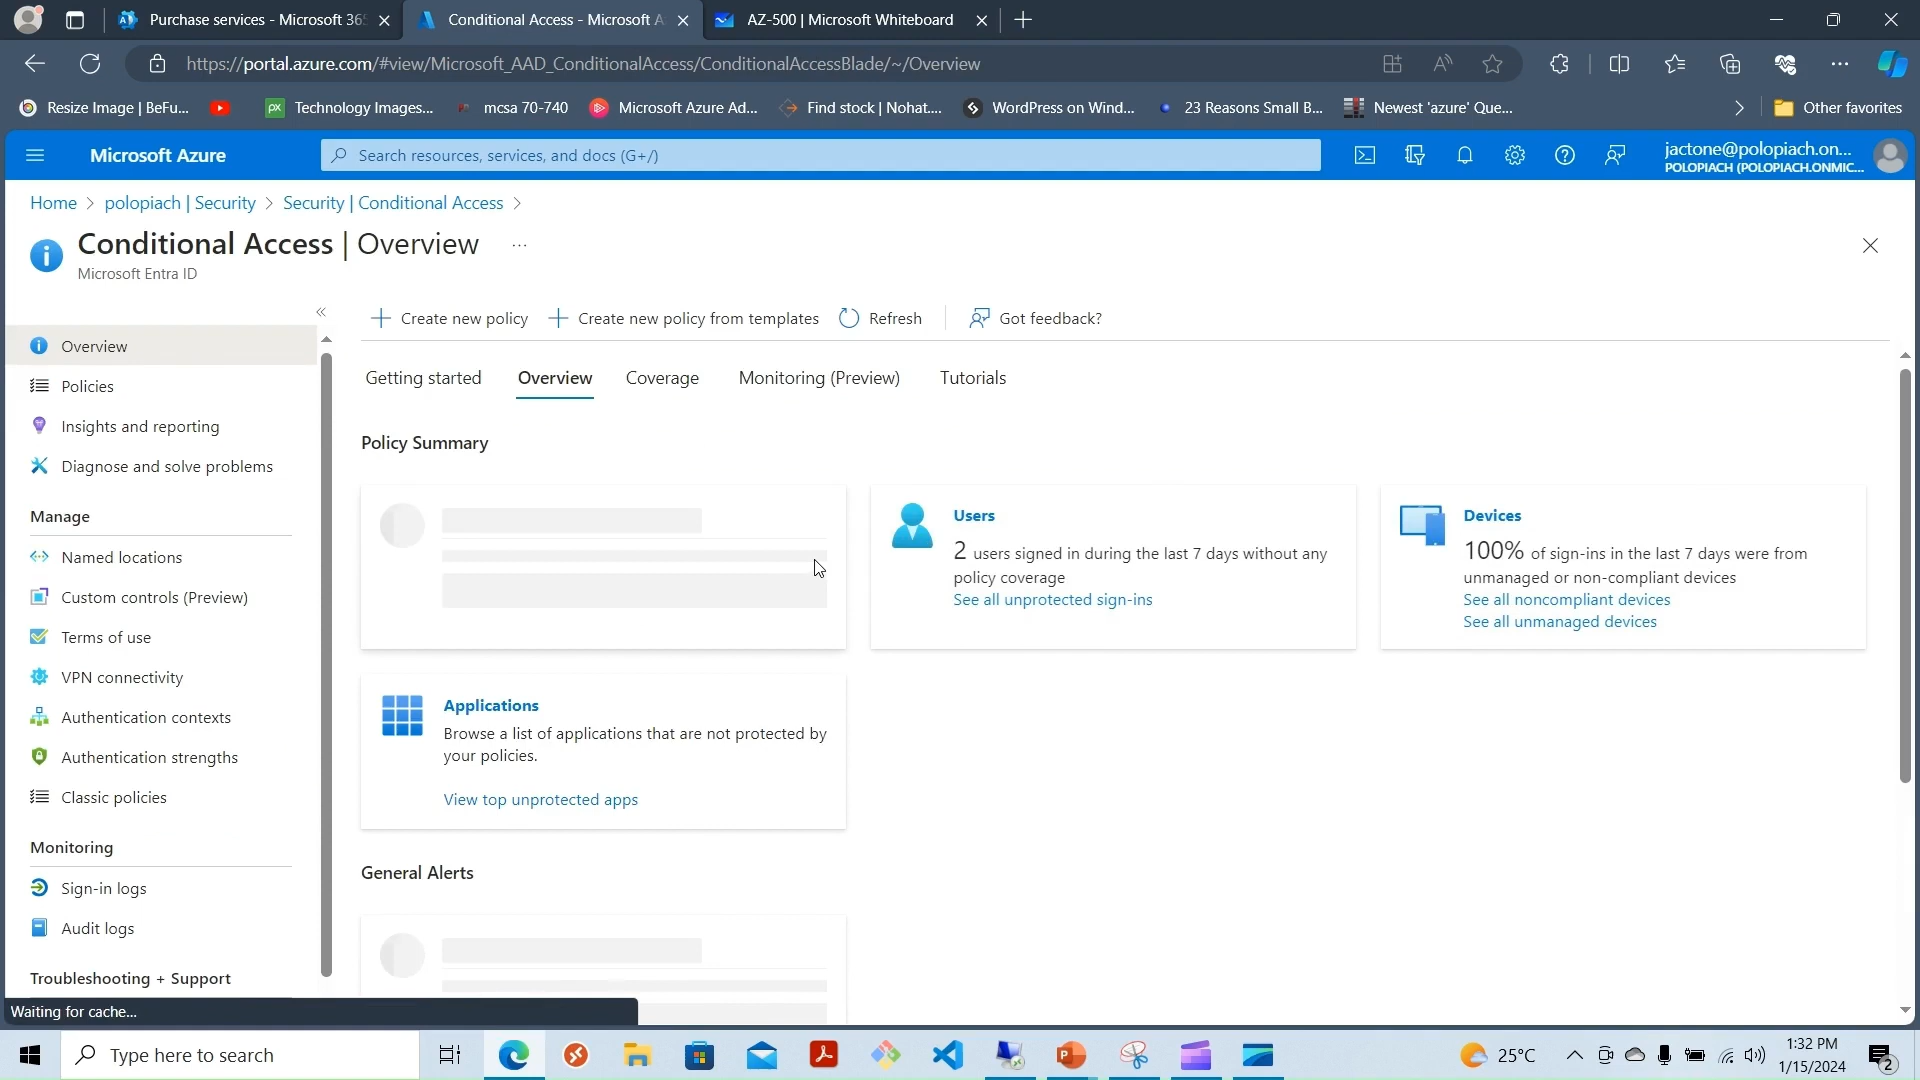 Purchase services - Microsoft 365
Conditional Access - Microsoft A
AZ-500 | Microsoft Whiteboard
https://portal.azure.com/#view/Microsoft_AAD_ConditionalAccess/ConditionalAccessBlade/~/Overview
Resize Image | BeFu...
Technology Images...
mcsa 70-740
Microsoft Azure Ad...
Find stock | Nohat....
WordPress on Wind...
23 Reasons Small B...
Newest 'azure' Que...
Other favorites
Microsoft Azure
Search resources, services, and docs (G+/)
jactone@polopiach.on...
POLOPIACH (POLOPIACH.ONMIC...
Home > polopiach | Security > Security | Conditional Access >
Conditional Access | Overview ...
Microsoft Entra ID
Create new policy
Create new policy from templates
Refresh
Got feedback?
Overview
Policies
Insights and reporting
Diagnose and solve problems
Manage
Named locations
Custom controls (Preview)
Terms of use
VPN connectivity
Authentication contexts
Authentication strengths
Classic policies
Monitoring
Sign-in logs
Audit logs
Troubleshooting + Support
Getting started
Overview
Coverage
Monitoring (Preview)
Tutorials
Policy Summary
Users
2 users signed in during the last 7 days without any
policy coverage
See all unprotected sign-ins
Devices
100% of sign-ins in the last 7 days were from
unmanaged or non-compliant devices
See all noncompliant devices
See all unmanaged devices
Applications
Browse a list of applications that are not protected by
your policies.
View top unprotected apps
General Alerts
Waiting for cache...
Type here to search
25°C
1:32 PM
1/15/2024
2